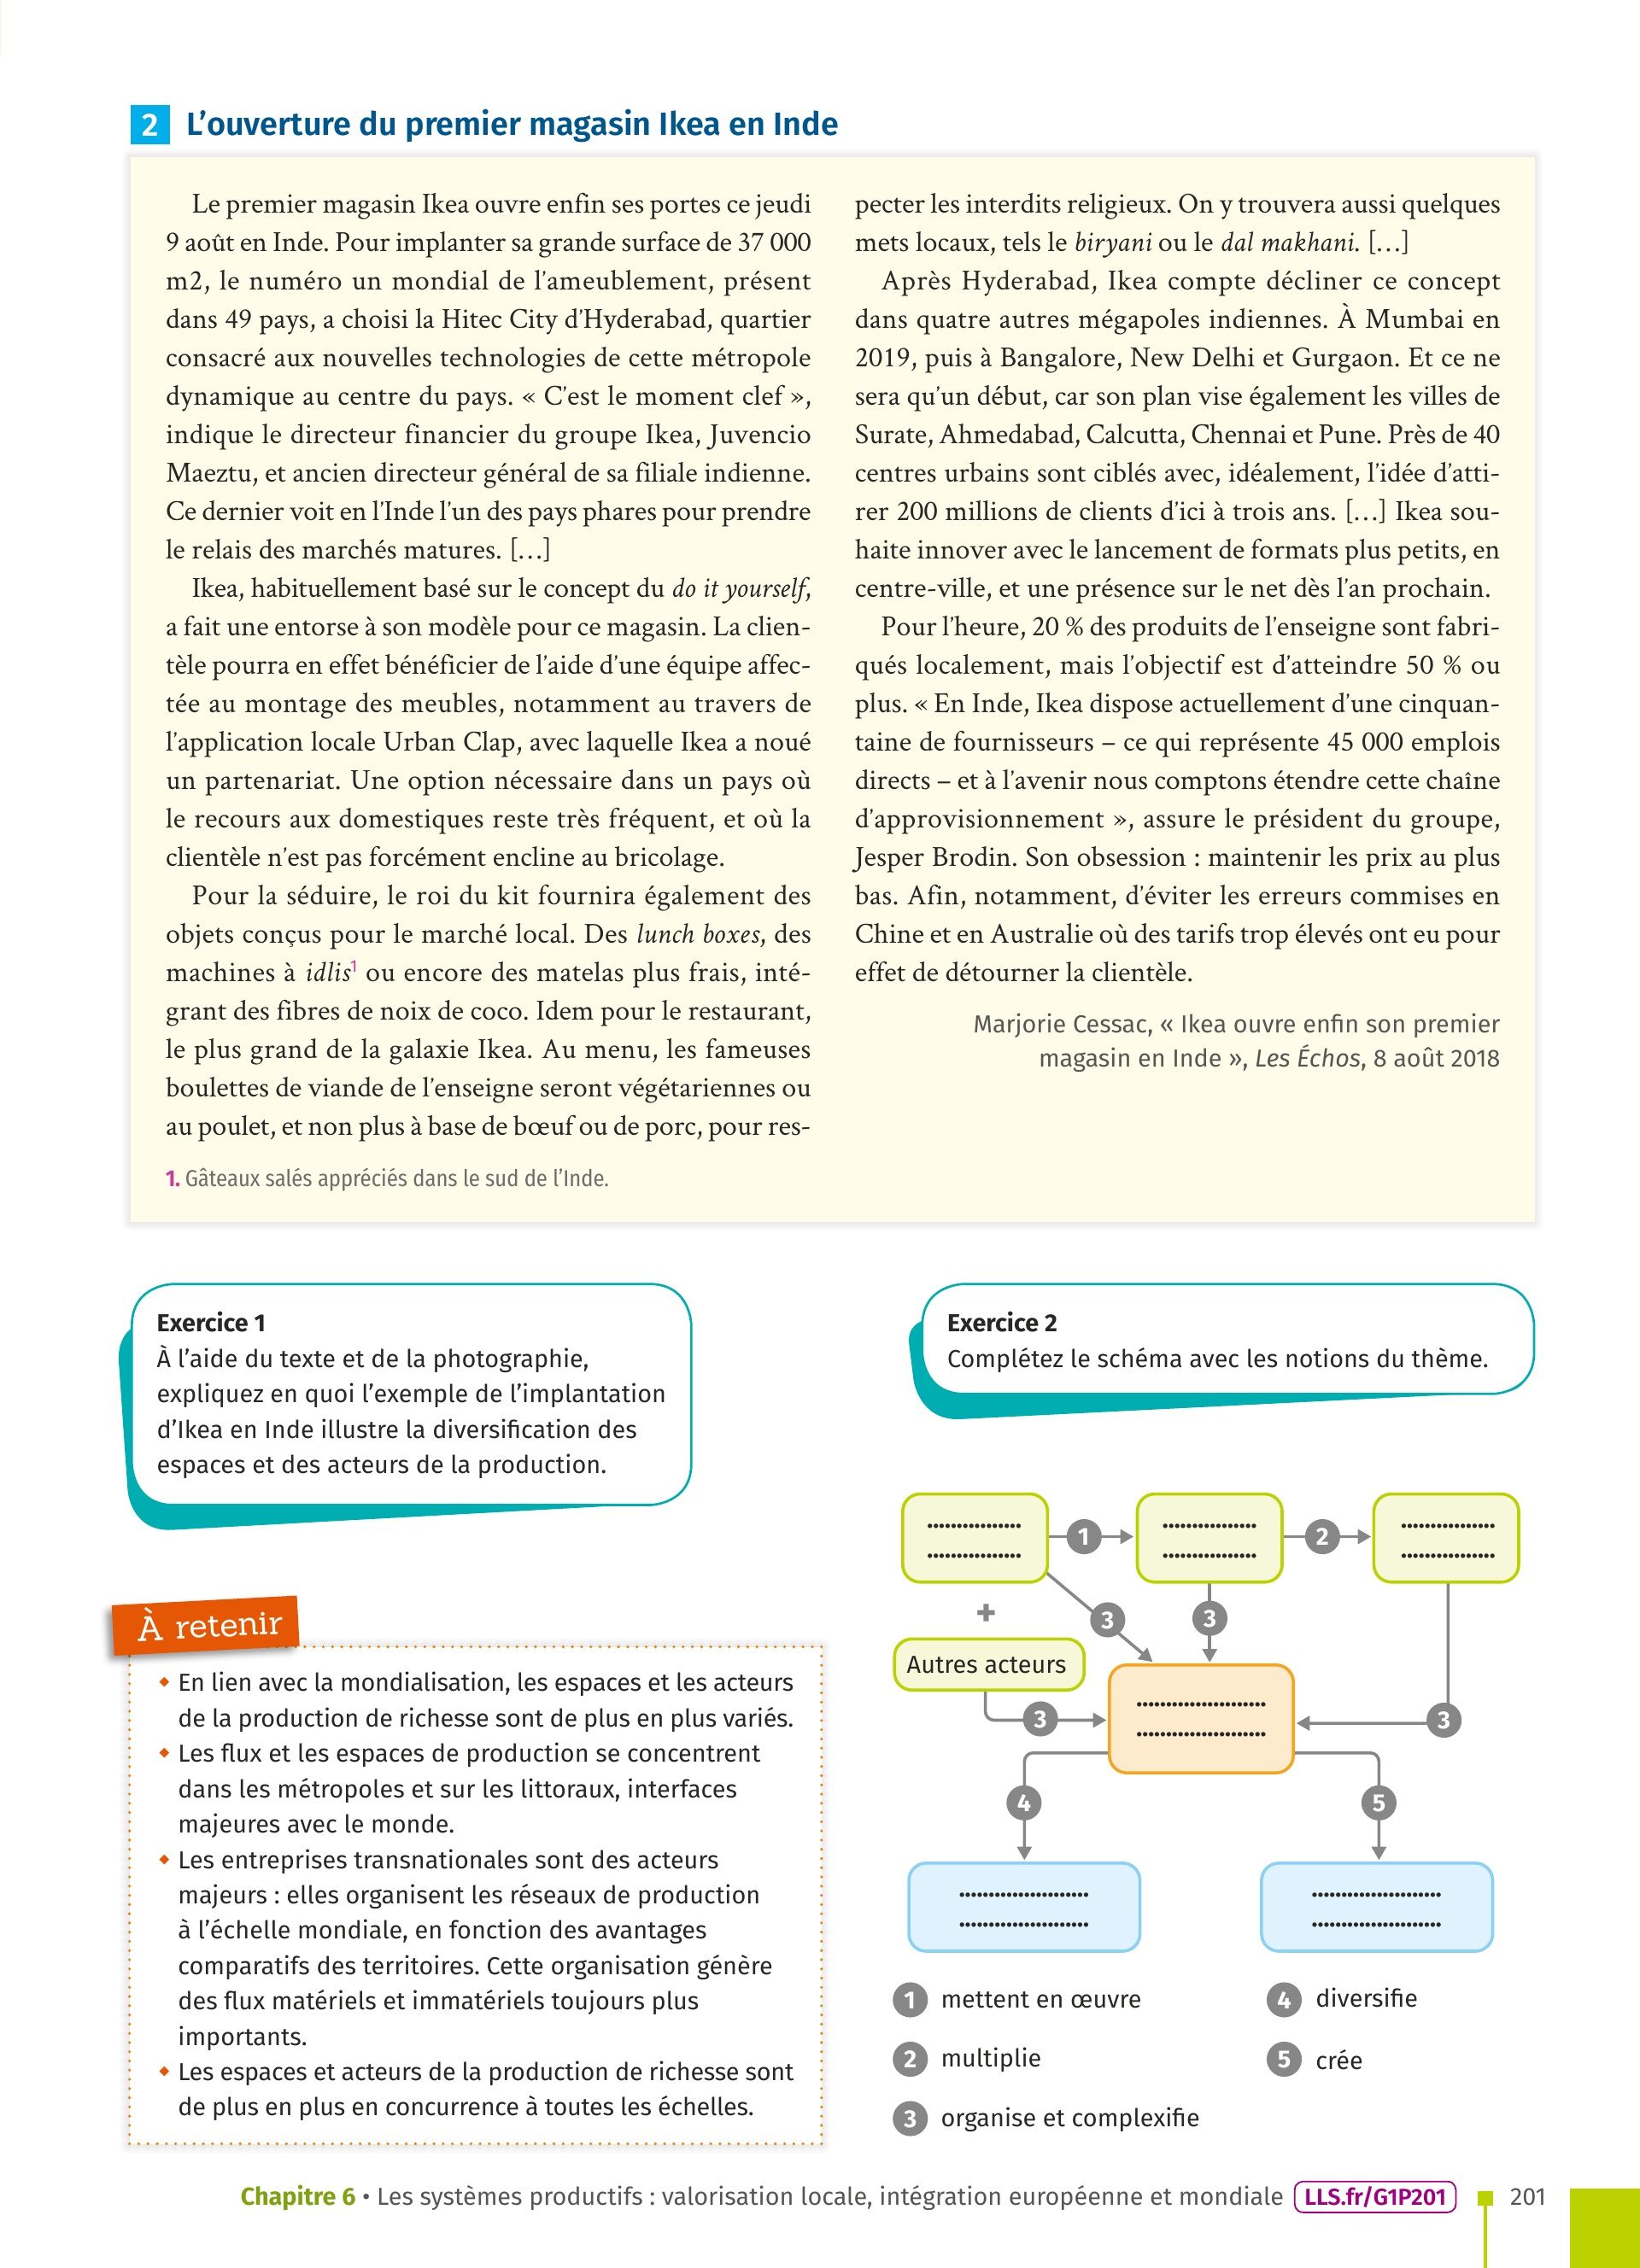 2 L'ouverture du premier magasin Ikea en Inde
Le premier magasin Ikea ouvre enfin ses portes ce jeudi
9 août en Inde. Pour implanter sa grande surface de 37 000
m2, le numéro un mondial de l'ameublement, présent
dans 49 pays, a choisi la Hitec City d'Hyderabad, quartier
consacré aux nouvelles technologies de cette métropole
dynamique au centre du pays. « C'est le moment clef »,
indique le directeur financier du groupe Ikea, Juvencio
Maeztu, et ancien directeur général de sa filiale indienne.
Ce dernier voit en l'Inde l'un des pays phares pour prendre
le relais des marchés matures. […]
Ikea, habituellement basé sur le concept du do it yourself,
a fait une entorse à son modèle pour ce magasin. La clien-
tèle pourra en effet bénéficier de l'aide d'une équipe affec-
tée au montage des meubles, notamment au travers de
l'application locale Urban Clap, avec laquelle Ikea a noué
un partenariat. Une option nécessaire dans un pays où
le recours aux domestiques reste très fréquent, et où la
clientèle n'est pas forcément encline au bricolage.
Pour la séduire, le roi du kit fournira également des
objets conçus pour le marché local. Des lunch boxes, des
machines à idlis1 ou encore des matelas plus frais, inté-
grant des fibres de noix de coco. Idem pour le restaurant,
le plus grand de la galaxie Ikea. Au menu, les fameuses
boulettes de viande de l'enseigne seront végétariennes ou
au poulet, et non plus à base de bœuf ou de porc, pour res-
pecter les interdits religieux. On y trouvera aussi quelques
mets locaux, tels le biryani ou le dal makhani. […]
Après Hyderabad, Ikea compte décliner ce concept
dans quatre autres mégapoles indiennes. À Mumbai en
2019, puis à Bangalore, New Delhi et Gurgaon. Et ce ne
sera qu'un début, car son plan vise également les villes de
Surate, Ahmedabad, Calcutta, Chennai et Pune. Près de 40
centres urbains sont ciblés avec, idéalement, l'idée d'atti-
rer 200 millions de clients d'ici à trois ans. […] Ikea sou-
haite innover avec le lancement de formats plus petits, en
centre-ville, et une présence sur le net dès l'an prochain.
Pour l'heure, 20 % des produits de l'enseigne sont fabri-
qués localement, mais l'objectif est d'atteindre 50 % ou
plus. « En Inde, Ikea dispose actuellement d'une cinquan-
taine de fournisseurs – ce qui représente 45 000 emplois
directs – et à l'avenir nous comptons étendre cette chaîne
d'approvisionnement », assure le président du groupe,
Jesper Brodin. Son obsession : maintenir les prix au plus
bas. Afin, notamment, d'éviter les erreurs commises en
Chine et en Australie où des tarifs trop élevés ont eu pour
effet de détourner la clientèle.
Marjorie Cessac, « Ikea ouvre enfin son premier
magasin en Inde », Les Échos, 8 août 2018
1. Gâteaux salés appréciés dans le sud de l'Inde.
Exercice 1
À l'aide du texte et de la photographie,
expliquez en quoi l'exemple de l'implantation
d'Ikea en Inde illustre la diversification des
espaces et des acteurs de la production.
À retenir
En lien avec la mondialisation, les espaces et les acteurs
de la production de richesse sont de plus en plus variés.
Les flux et les espaces de production se concentrent
dans les métropoles et sur les littoraux, interfaces
majeures avec le monde.
Les entreprises transnationales sont des acteurs
majeurs : elles organisent les réseaux de production
à l'échelle mondiale, en fonction des avantages
comparatifs des territoires. Cette organisation génère
des flux matériels et immatériels toujours plus
importants.
Les espaces et acteurs de la production de richesse sont
de plus en plus en concurrence à toutes les échelles.
Exercice 2
Complétez le schéma avec les notions du thème.
1
2
+
3
3
Autres acteurs
3
3
4
5
1 mettent en œuvre
2 multiplie
3 organise et complexifie
4 diversifie
5 crée
Chapitre 6 • Les systèmes productifs : valorisation locale, intégration européenne et mondiale LLS.fr/G1P201 201